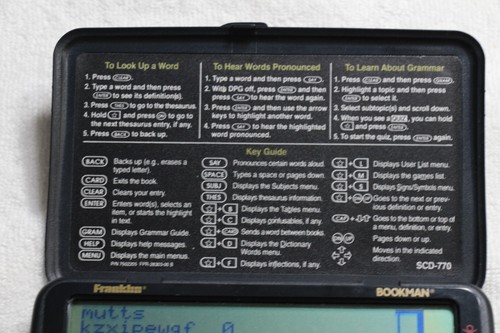 To Look Up a Word
1. Press CLEAR.
2. Type a word and then press
ENTER to see its definition(s).
3. Press THES to go to the thesaurus.
4. Hold ☆ and press DN to go to
the next thesaurus entry, if any.
5. Press BACK to back up.
To Hear Words Pronounced
1. Type a word and then press SAY.
2. With DPG off, press ENTER and then
press SAY to hear the word again.
3. Press ENTER and then use the arrow
keys to highlight another word.
4. Press SAY to hear the highlighted
word pronounced.
To Learn About Grammar
1. Press CLEAR and then press GRAM.
2. Highlight a topic and then press
ENTER to select it.
3. Select subtopic(s) and scroll down.
4. When you see a QUIZ, you can hold
☆ and press ENTER.
5. To start the quiz, press ENTER again.
Key Guide
BACK Backs up (e.g., erases a
typed letter).
CARD Exits the book.
CLEAR Clears your entry.
ENTER Enters word(s), selects an
item, or starts the highlight
in text.
GRAM Displays Grammar Guide.
HELP Displays help messages.
MENU Displays the main menus.
SAY Pronounces certain words aloud.
SPACE Types a space or pages down.
SUBJ Displays the Subjects menu.
THES Displays thesaurus information.
☆+B Displays the Tables menu.
☆+C Displays confusables, if any.
☆+CARD Sends a word between books.
☆+D Displays the Dictionary
Words menu.
☆+F Displays inflections, if any.
☆+L Displays User List menu.
☆+M Displays the games list.
☆+S Displays Signs/Symbols menu.
☆+DN UP Goes to the next or
previous definition or entry.
CAP+ Goes to the bottom or top of
a menu, definition, or entry.
DN UP Pages down or up.
Moves in the indicated
direction.
SCD-770
Franklin
BOOKMAN
mutts
kzxipewgf 0